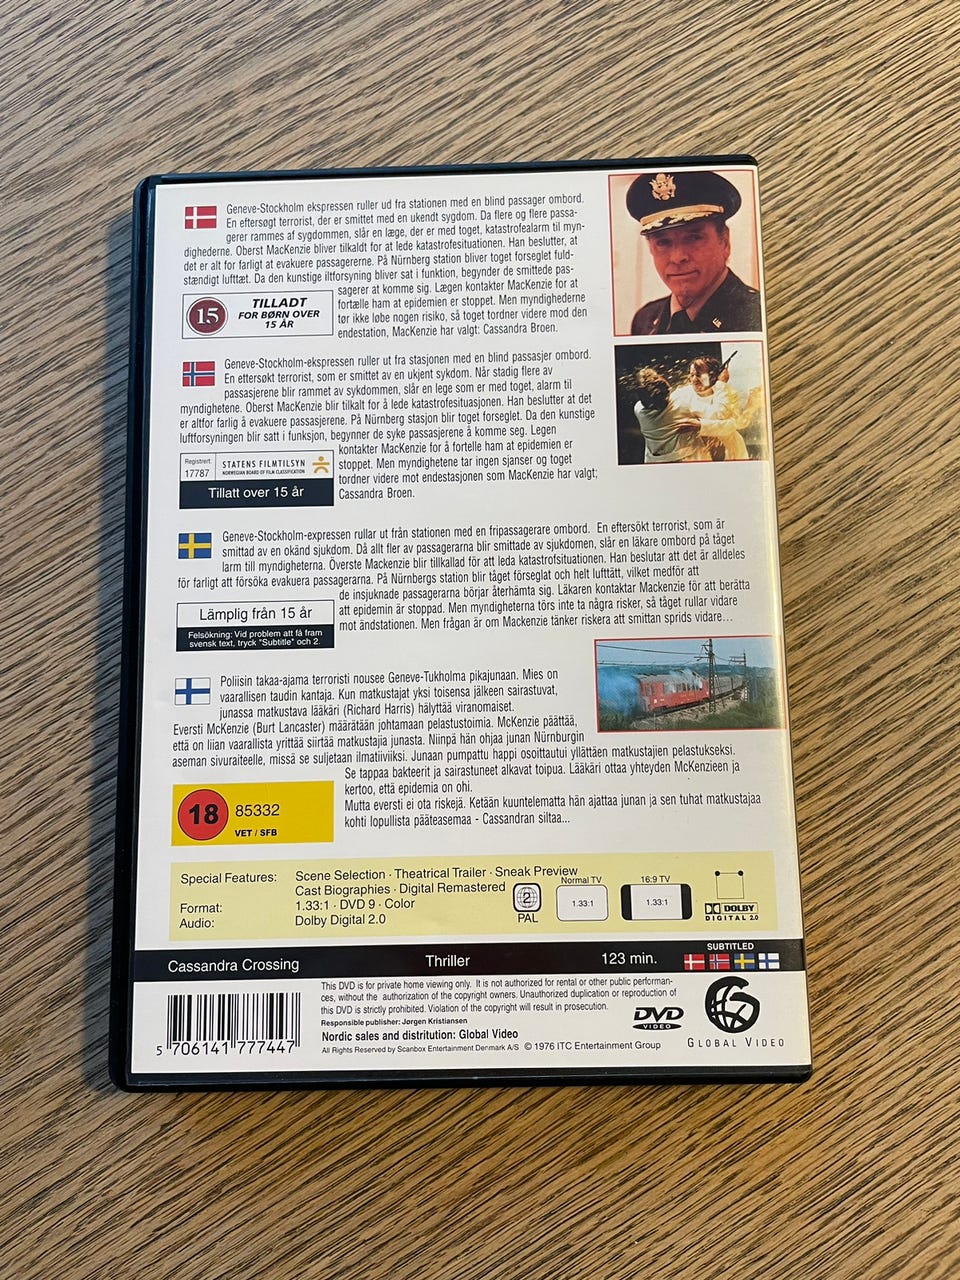 Geneve-Stockholm ekspressen ruller ud fra stationen med en blind passager ombord.
En eftersøgt terrorist, der er smittet med en ukendt sygdom. Da flere og flere passa-
gerer rammes af sygdommen, slår en læge, der er med toget, katastrofealarm til myn-
dighederne. Oberst MacKenzie bliver tilkaldt for at lede katastrofesituationen. Han beslutter, at
det er alt for farligt at evakuere passagererne. På Nürnberg station bliver toget forseglet fuld-
stændigt lufttæt. Da den kunstige iltforsyning bliver sat i funktion, begynder de smittede pas-
sagerer at komme sig. Lægen kontakter MacKenzie for at
fortælle ham at epidemien er stoppet. Men myndighederne
tør ikke løbe nogen risiko, så toget tordner videre mod den
endestation, MacKenzie har valgt: Cassandra Broen.
15
TILLADT
FOR BØRN OVER
15 ÅR
Geneve-Stockholm-ekspressen ruller ut fra stasjonen med en blind passasjer ombord.
En ettersøkt terrorist, som er smittet av en ukjent sykdom. Når stadig flere av
passasjerene blir rammet av sykdommen, slår en lege som er med toget, alarm til
myndighetene. Oberst MacKenzie blir tilkalt for å lede katastrofesituasjonen. Han beslutter at det
er altfor farlig å evakuere passasjerene. På Nürnberg stasjon blir toget forseglet. Da den kunstige
luftforsyningen blir satt i funksjon, begynner de syke passasjerene å komme seg. Legen
kontakter MacKenzie for å fortelle ham at epidemien er
stoppet. Men myndighetene tar ingen sjanser og toget
tordner videre mot endestasjonen som MacKenzie har valgt;
Cassandra Broen.
Registrert
17787
STATENS FILMTILSYN
NORWEGIAN BOARD OF FILM CLASSIFICATION
Tillatt over 15 år
Geneve-Stockholm-expressen rullar ut från stationen med en fripassagerare ombord. En eftersökt terrorist, som är
smittad av en okänd sjukdom. Då allt fler av passagerarna blir smittade av sjukdomen, slår en läkare ombord på tåget
larm till myndigheterna. Överste Mackenzie blir tillkallad för att leda katastrofsituationen. Han beslutar att det är alldeles
för farligt att försöka evakuera passagerarna. På Nürnbergs station blir tåget förseglat och helt lufttätt, vilket medför att
de insjuknade passagerarna börjar återhämta sig. Läkaren kontaktar Mackenzie för att berätta
att epidemin är stoppad. Men myndigheterna törs inte ta några risker, så tåget rullar vidare
mot ändstationen. Men frågan är om Mackenzie tänker riskera att smittan sprids vidare...
Lämplig från 15 år
Felsökning: Vid problem att få fram
svensk text, tryck "Subtitle" och 2.
Poliisin takaa-ajama terroristi nousee Geneve-Tukholma pikajunaan. Mies on
vaarallisen taudin kantaja. Kun matkustajat yksi toisensa jälkeen sairastuvat,
junassa matkustava lääkäri (Richard Harris) hälyttää viranomaiset.
Eversti McKenzie (Burt Lancaster) määrätään johtamaan pelastustoimia. McKenzie päättää,
että on liian vaarallista yrittää siirtää matkustajia junasta. Niinpä hän ohjaa junan Nürnburgin
aseman sivuraiteelle, missä se suljetaan ilmatiiviiksi. Junaan pumpattu happi osoittautui yllättäen matkustajien pelastukseksi.
Se tappaa bakteerit ja sairastuneet alkavat toipua. Lääkäri ottaa yhteyden McKenzieen ja
kertoo, että epidemia on ohi.
Mutta eversti ei ota riskejä. Ketään kuuntelematta hän ajattaa junan ja sen tuhat matkustajaa
kohti lopullista pääteasemaa - Cassandran siltaa...
18
85332
VET / SFB
Special Features: Scene Selection · Theatrical Trailer · Sneak Preview
Cast Biographies · Digital Remastered
Format: 1.33:1 · DVD 9 · Color
Audio: Dolby Digital 2.0
2
PAL
Normal TV
1.33:1
16:9 TV
1.33:1
DOLBY
DIGITAL 2.0
Cassandra Crossing Thriller 123 min.
SUBTITLED
This DVD is for private home viewing only. It is not authorized for rental or other public performan-
ces, without the authorization of the copyright owners. Unauthorized duplication or reproduction of
this DVD is strictly prohibited. Violation of the copyright will result in prosecution.
Responsible publisher: Jørgen Kristiansen
Nordic sales and distritution: Global Video
All Rights Reserved by Scanbox Entertainment Denmark A/S © 1976 ITC Entertainment Group
5 706141 777447
DVD
VIDEO
GLOBAL VIDEO